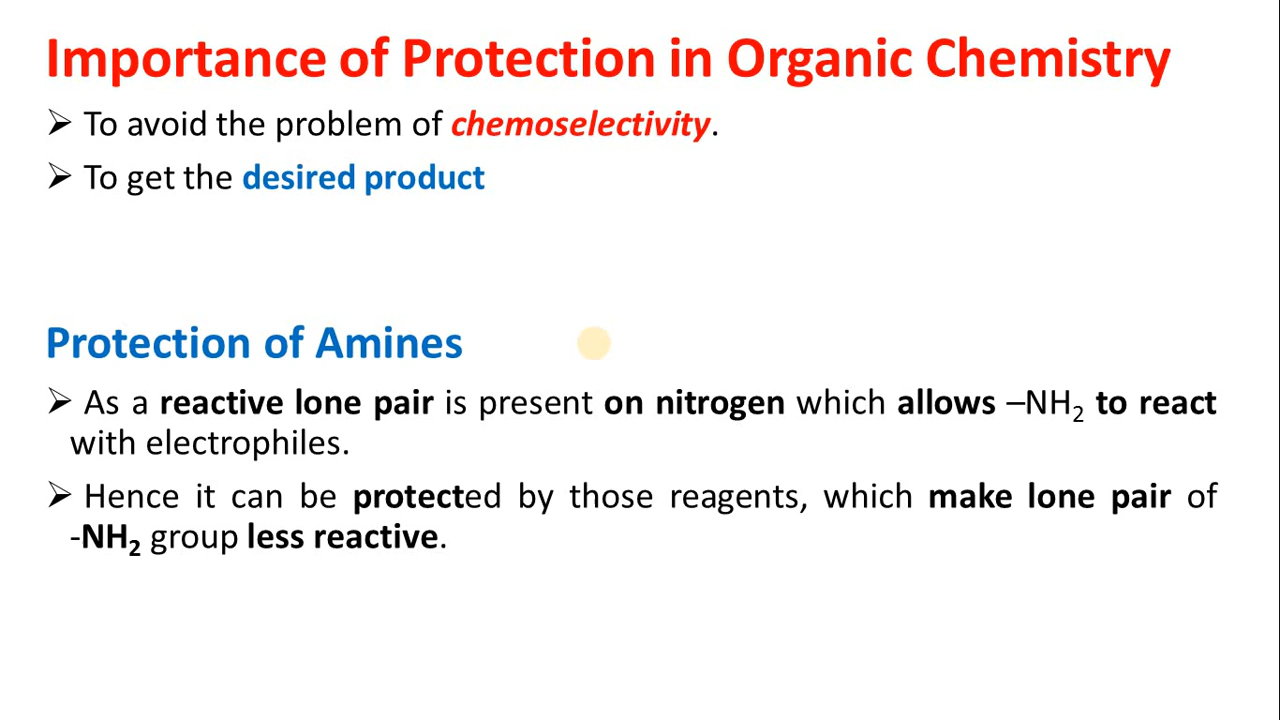 Importance of Protection in Organic Chemistry
➢ To avoid the problem of chemoselectivity.
➢ To get the desired product
Protection of Amines
➢ As a reactive lone pair is present on nitrogen which allows –NH₂ to react
with electrophiles.
➢ Hence it can be protected by those reagents, which make lone pair of
-NH₂ group less reactive.